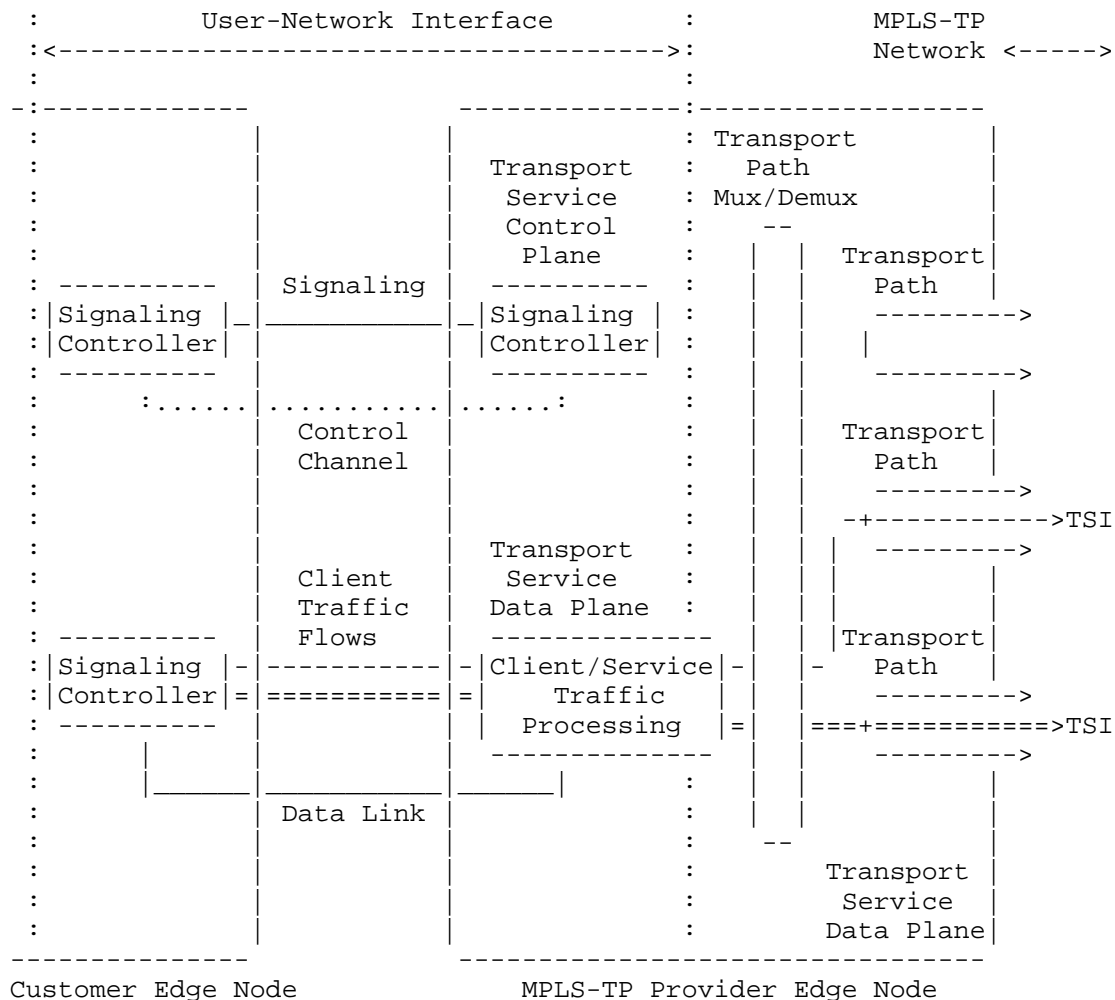 User-Network Interface : MPLS-TP
Network
Transport
Transport Path
Service Mux/Demux
Control
Plane Transport
Signaling Path
Signaling Signaling
Controller Controller
Control Transport
Channel Path
TSI
Transport
Client Service
Traffic Data Plane
Flows Transport
Signaling Client/Service Path
Controller Traffic
Processing TSI
Data Link
Transport
Service
Data Plane
Customer Edge Node MPLS-TP Provider Edge Node